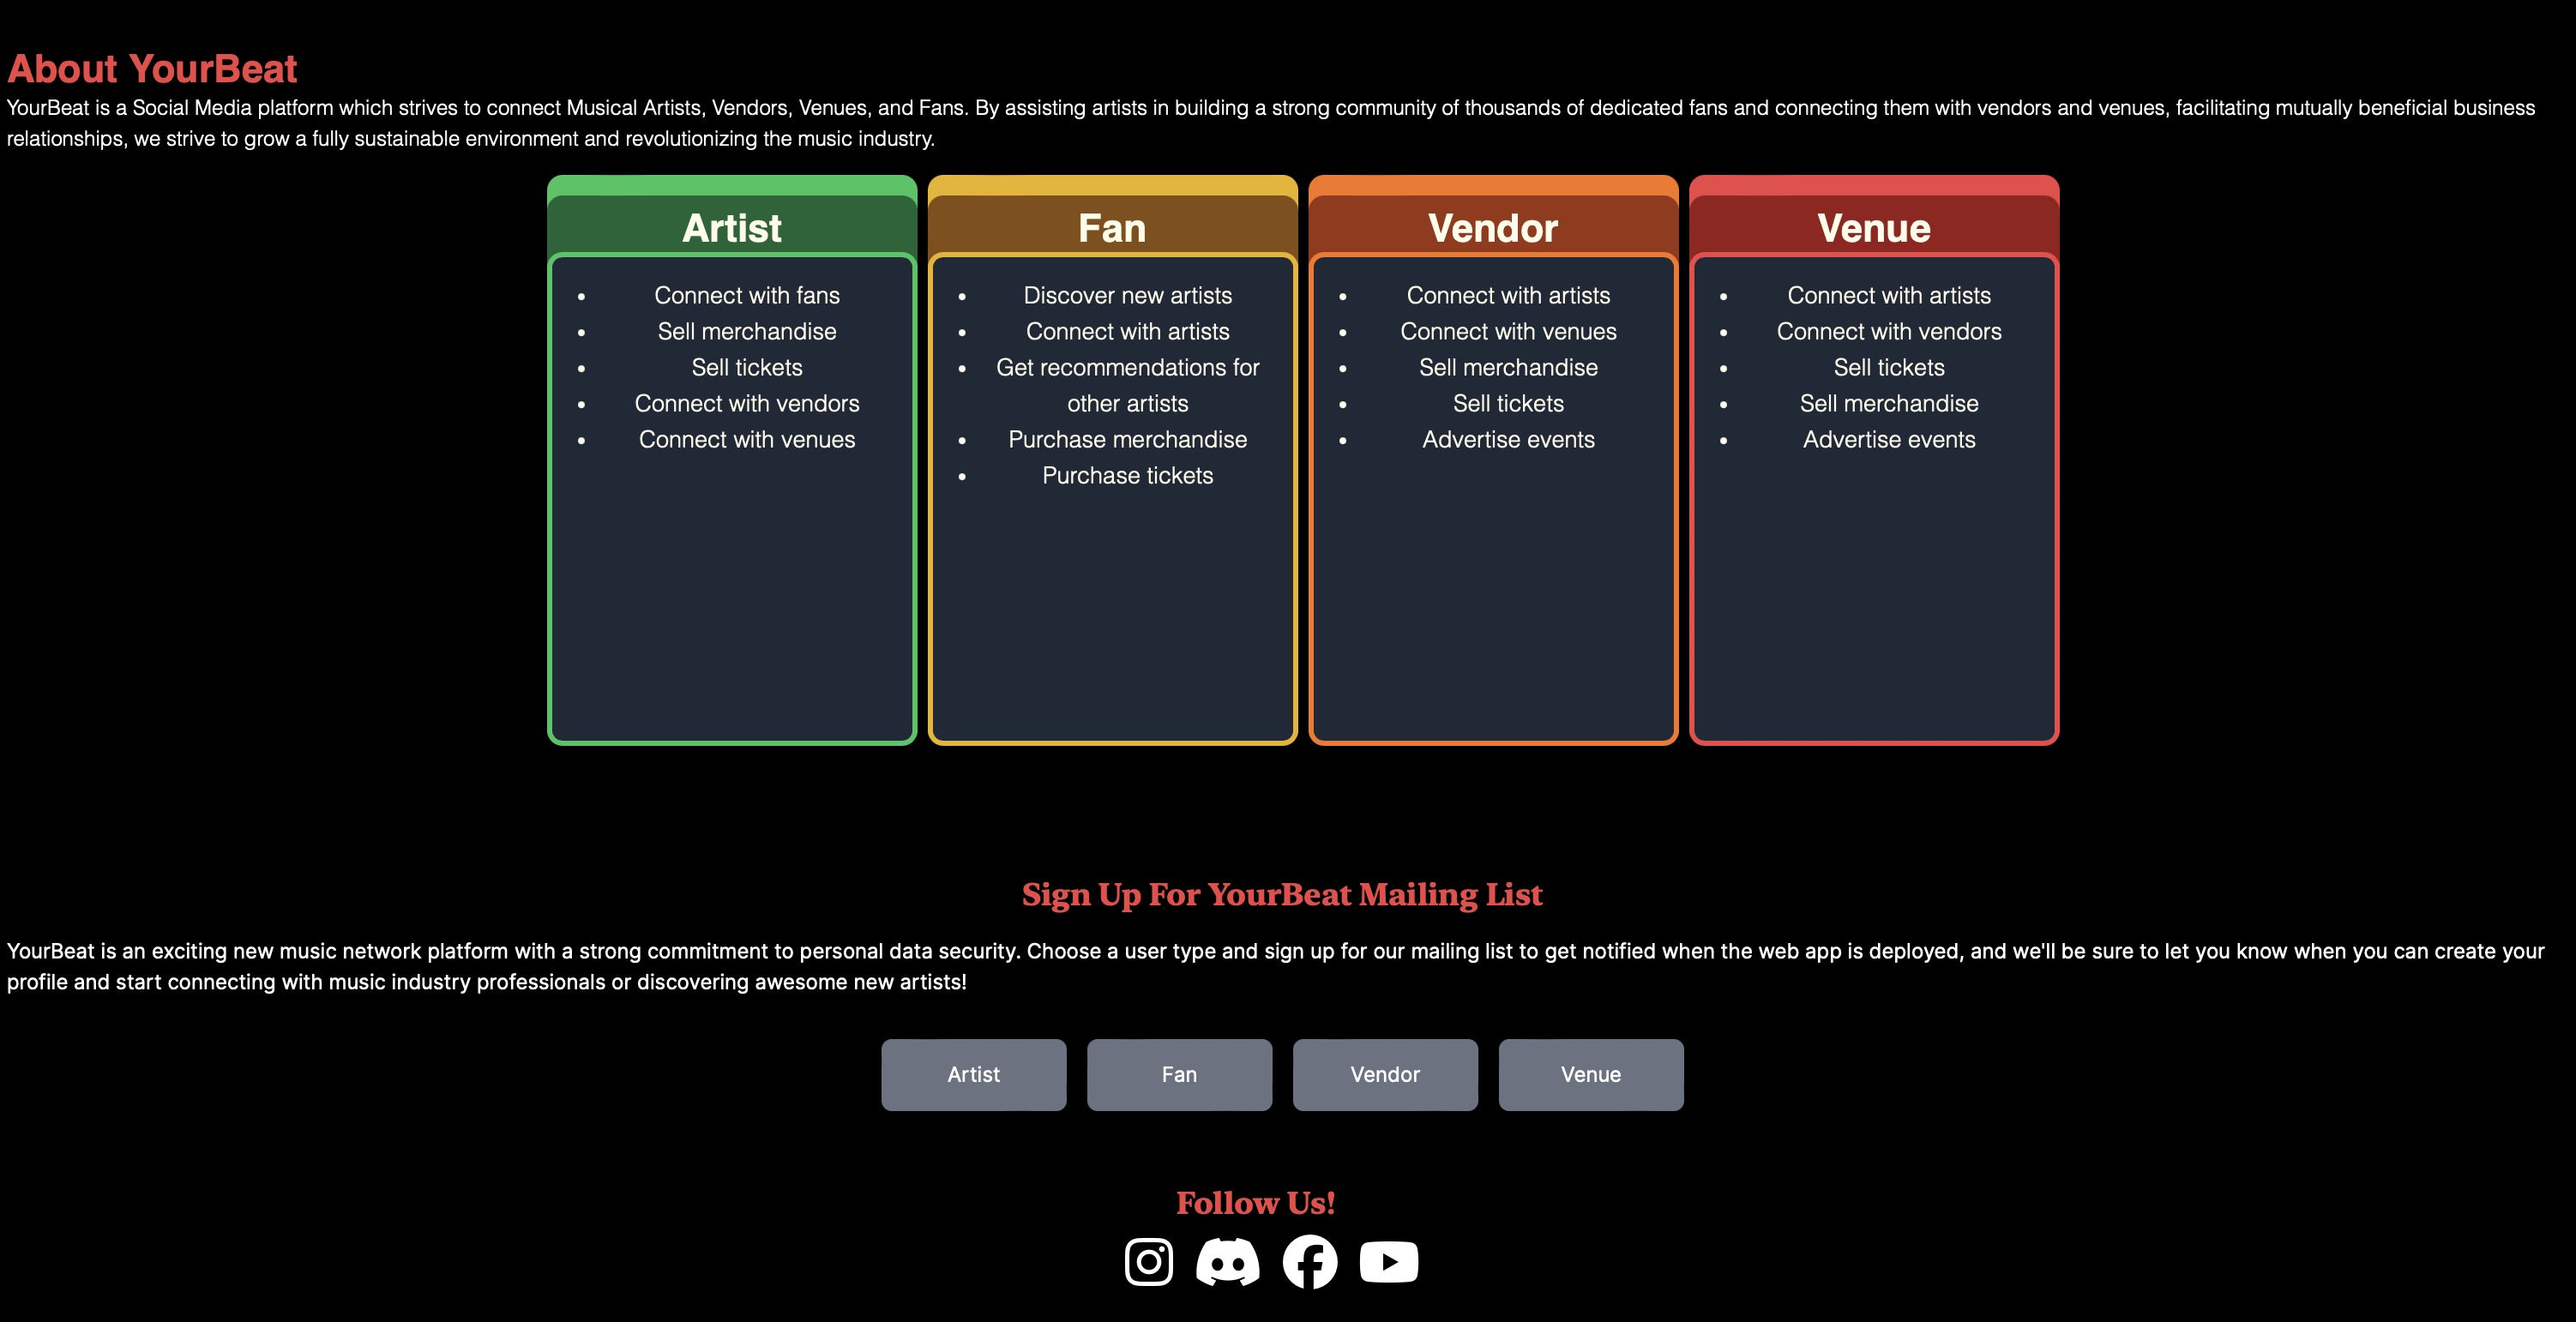 About YourBeat
YourBeat is a Social Media platform which strives to connect Musical Artists, Vendors, Venues, and Fans. By assisting artists in building a strong community of thousands of dedicated fans and connecting them with vendors and venues, facilitating mutually beneficial business
relationships, we strive to grow a fully sustainable environment and revolutionizing the music industry.
Artist
• Connect with fans
• Sell merchandise
• Sell tickets
• Connect with vendors
• Connect with venues
Fan
• Discover new artists
• Connect with artists
• Get recommendations for
other artists
• Purchase merchandise
• Purchase tickets
Vendor
• Connect with artists
• Connect with venues
• Sell merchandise
• Sell tickets
• Advertise events
Venue
• Connect with artists
• Connect with vendors
• Sell tickets
• Sell merchandise
• Advertise events
Sign Up For YourBeat Mailing List
YourBeat is an exciting new music network platform with a strong commitment to personal data security. Choose a user type and sign up for our mailing list to get notified when the web app is deployed, and we'll be sure to let you know when you can create your
profile and start connecting with music industry professionals or discovering awesome new artists!
Artist
Fan
Vendor
Venue
Follow Us!